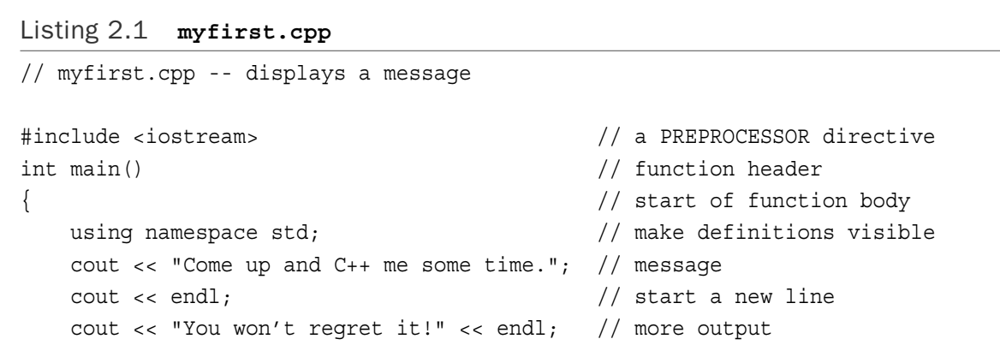 Listing 2.1 myfirst.cpp
// myfirst.cpp -- displays a message
#include <iostream> // a PREPROCESSOR directive
int main() // function header
{ // start of function body
using namespace std; // make definitions visible
cout << "Come up and C++ me some time."; // message
cout << endl; // start a new line
cout << "You won’t regret it!" << endl; // more output